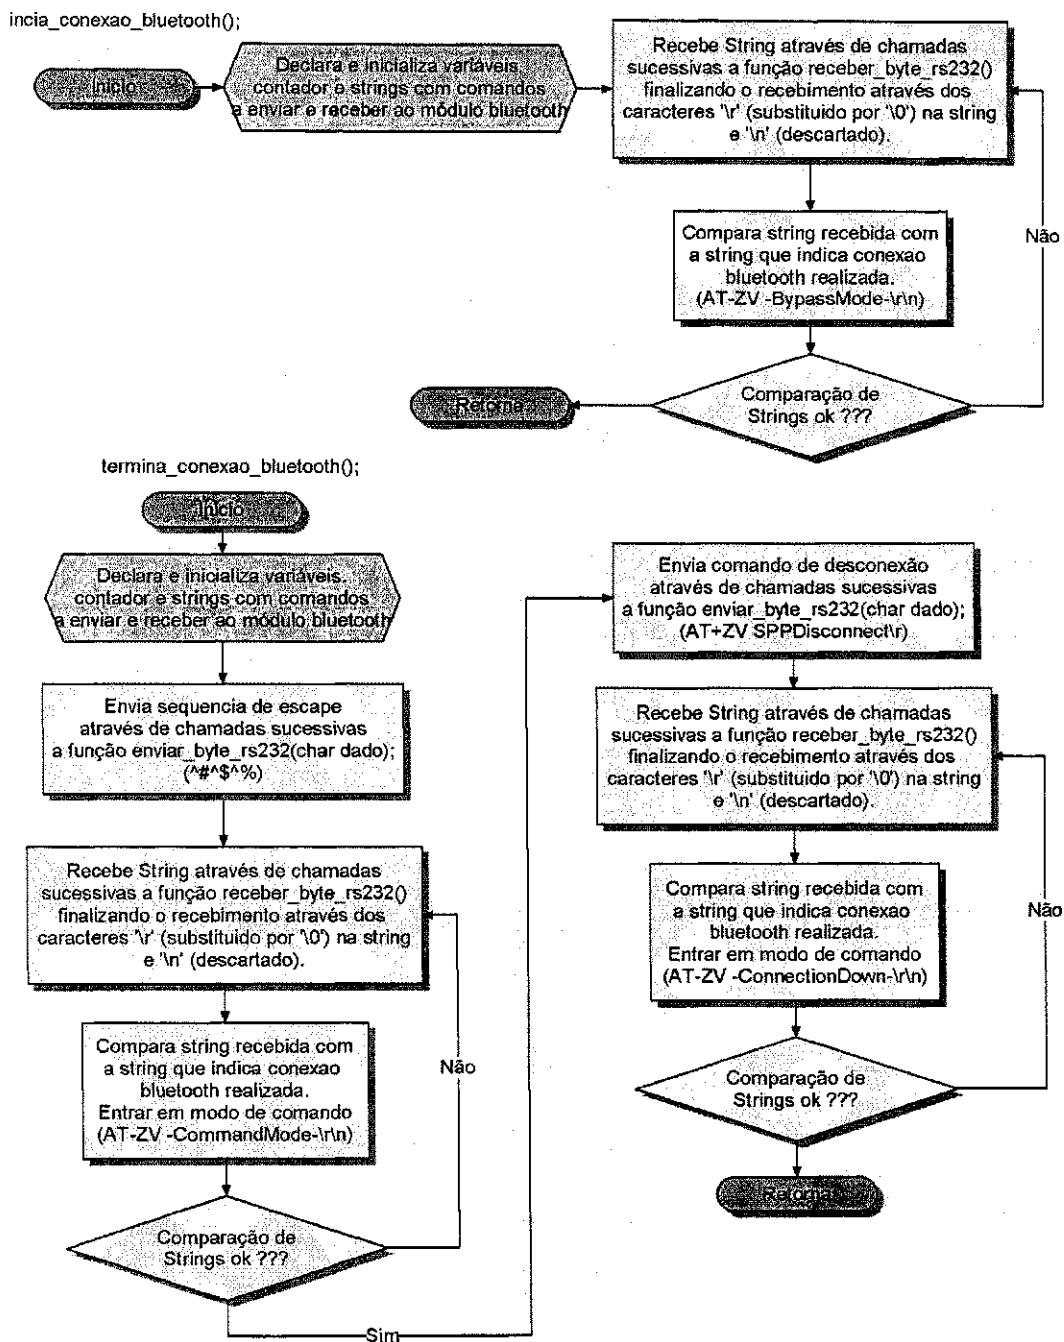 incia_conexao_bluetooth();
Início
Declara e inicializa variáveis
contador e strings com comandos
a enviar e receber ao módulo bluetooth
Recebe String através de chamadas
sucessivas a função receber_byte_rs232()
finalizando o recebimento através dos
caracteres '\r' (substituido por '\0') na string
e '\n' (descartado).
Compara string recebida com
a string que indica conexao
bluetooth realizada.
(AT-ZV -BypassMode-\r\n)
Não
Comparação de
Strings ok ???
Retorna
termina_conexao_bluetooth();
Início
Declara e inicializa variáveis.
contador e strings com comandos
a enviar e receber ao módulo bluetooth
Envia sequencia de escape
através de chamadas sucessivas
a função enviar_byte_rs232(char dado);
(^#^$^%)
Recebe String através de chamadas
sucessivas a função receber_byte_rs232()
finalizando o recebimento através dos
caracteres '\r' (substituido por '\0') na string
e '\n' (descartado).
Compara string recebida com
a string que indica conexao
bluetooth realizada.
Entrar em modo de comando
(AT-ZV -CommandMode-\r\n)
Não
Comparação de
Strings ok ???
Sim
Envia comando de desconexão
através de chamadas sucessivas
a função enviar_byte_rs232(char dado);
(AT+ZV SPPDisconnect\r)
Recebe String através de chamadas
sucessivas a função receber_byte_rs232()
finalizando o recebimento através dos
caracteres '\r' (substituido por '\0') na string
e '\n' (descartado).
Compara string recebida com
a string que indica conexao
bluetooth realizada.
Entrar em modo de comando
(AT-ZV -ConnectionDown-\r\n)
Não
Comparação de
Strings ok ???
Retorna